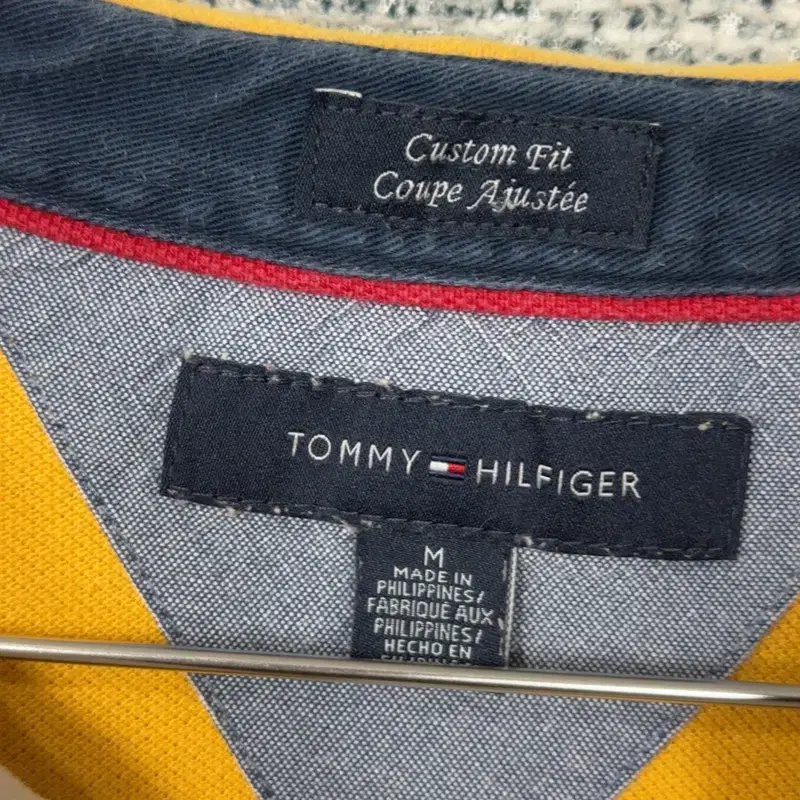 Custom Fit
Coupe Ajustée
TOMMY HILFIGER
M
MADE IN
PHILIPPINES/
FABRIQUÉ AUX
PHILIPPINES/
HECHO EN